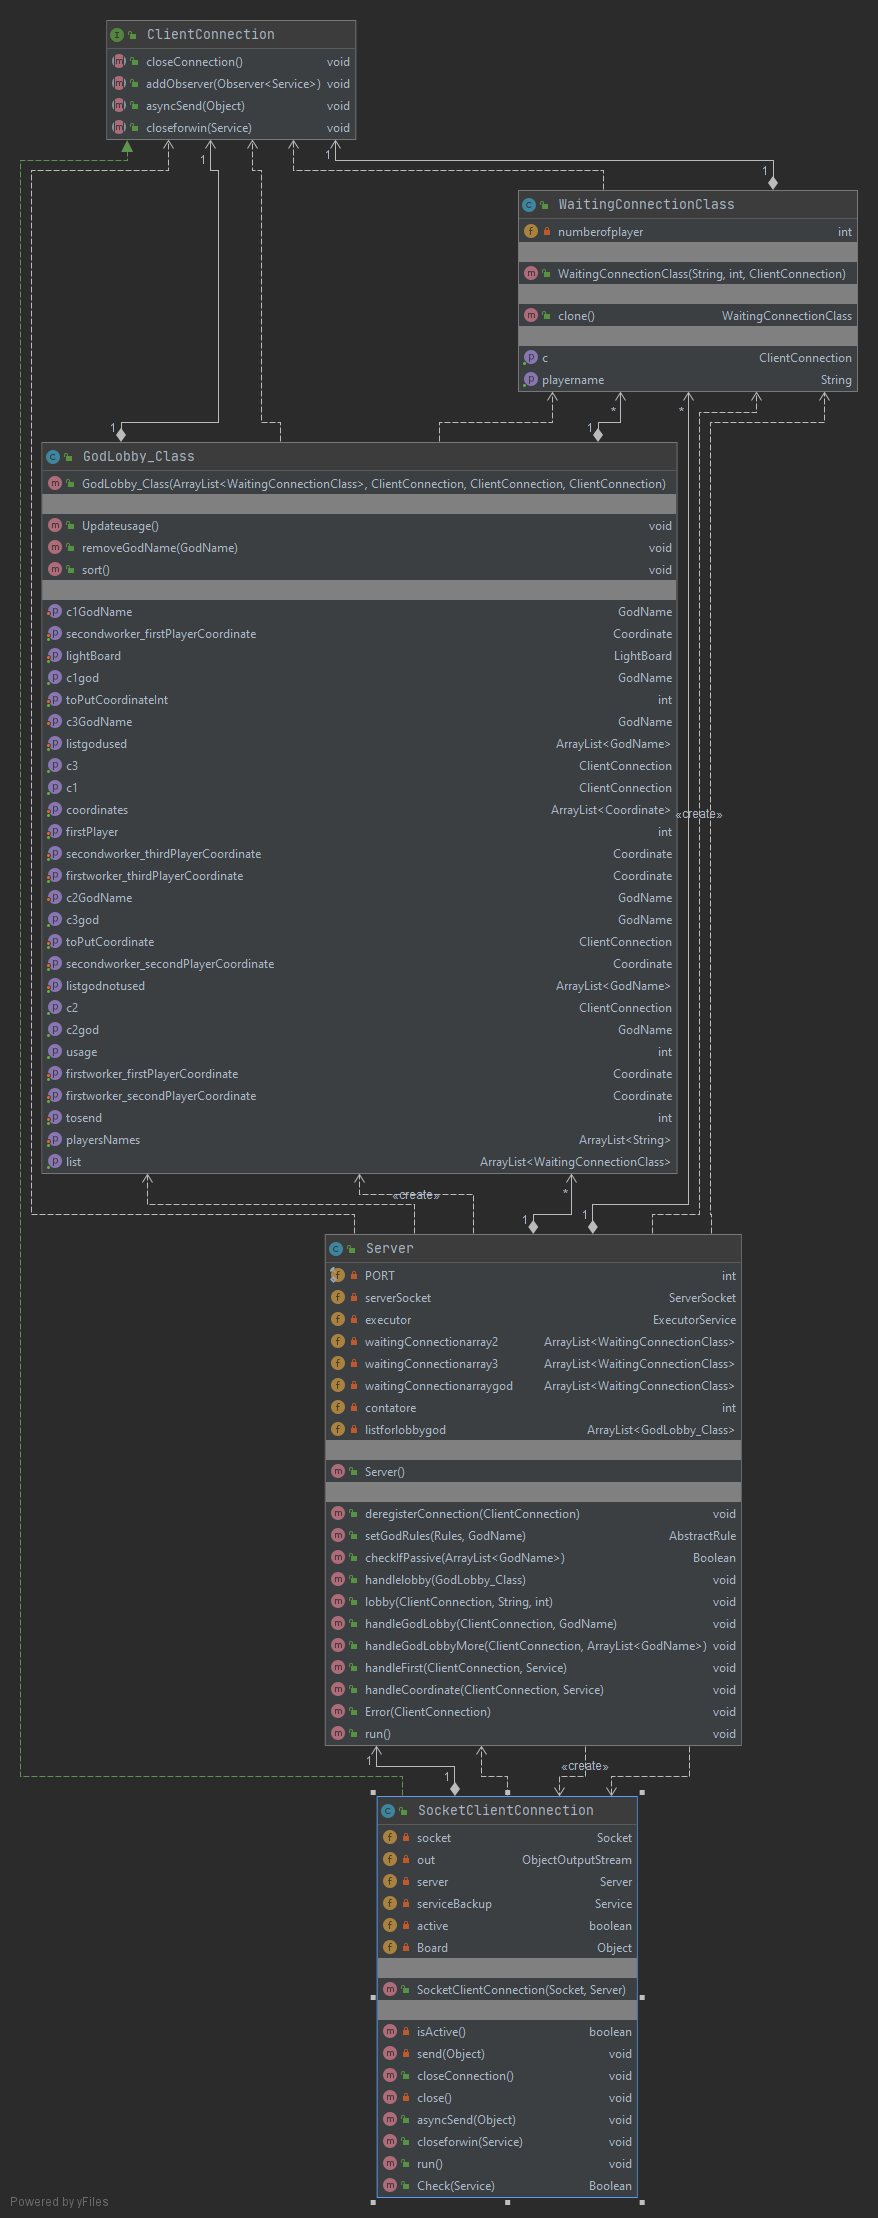 ClientConnection
closeConnection() void
addObserver(Observer<Service>) void
asyncSend(Object) void
closeforwin(Service) void
1
1
1
WaitingConnectionClass
numberofplayer int
WaitingConnectionClass(String, int, ClientConnection)
clone() WaitingConnectionClass
c ClientConnection
playername String
* *
1 1
GodLobby_Class
GodLobby_Class(ArrayList<WaitingConnectionClass>, ClientConnection, ClientConnection, ClientConnection)
Updateusage() void
removeGodName(GodName) void
sort() void
c1GodName GodName
secondworker_firstPlayerCoordinate Coordinate
lightBoard LightBoard
c1god GodName
toPutCoordinateInt int
c3GodName GodName
listgodused ArrayList<GodName>
c3 ClientConnection
c1 ClientConnection
coordinates ArrayList<Coordinate>
«create»
firstPlayer int
secondworker_thirdPlayerCoordinate Coordinate
firstworker_thirdPlayerCoordinate Coordinate
c2GodName GodName
c3god GodName
toPutCoordinate ClientConnection
secondworker_secondPlayerCoordinate Coordinate
listgodnotused ArrayList<GodName>
c2 ClientConnection
c2god GodName
usage int
firstworker_firstPlayerCoordinate Coordinate
firstworker_secondPlayerCoordinate Coordinate
tosend int
playersNames ArrayList<String>
list ArrayList<WaitingConnectionClass>
«create» *
1 1
Server
PORT int
serverSocket ServerSocket
executor ExecutorService
waitingConnectionarray2 ArrayList<WaitingConnectionClass>
waitingConnectionarray3 ArrayList<WaitingConnectionClass>
waitingConnectionarraygod ArrayList<WaitingConnectionClass>
contatore int
listforlobbygod ArrayList<GodLobby_Class>
Server()
deregisterConnection(ClientConnection) void
setGodRules(Rules, GodName) AbstractRule
checkIfPassive(ArrayList<GodName>) Boolean
handlelobby(GodLobby_Class) void
lobby(ClientConnection, String, int) void
handleGodLobby(ClientConnection, GodName) void
handleGodLobbyMore(ClientConnection, ArrayList<GodName>) void
handleFirst(ClientConnection, Service) void
handleCoordinate(ClientConnection, Service) void
Error(ClientConnection) void
run() void
1 «create»
1
SocketClientConnection
socket Socket
out ObjectOutputStream
server Server
serviceBackup Service
active boolean
Board Object
SocketClientConnection(Socket, Server)
isActive() boolean
send(Object) void
closeConnection() void
close() void
asyncSend(Object) void
closeforwin(Service) void
run() void
Check(Service) Boolean
Powered by yFiles